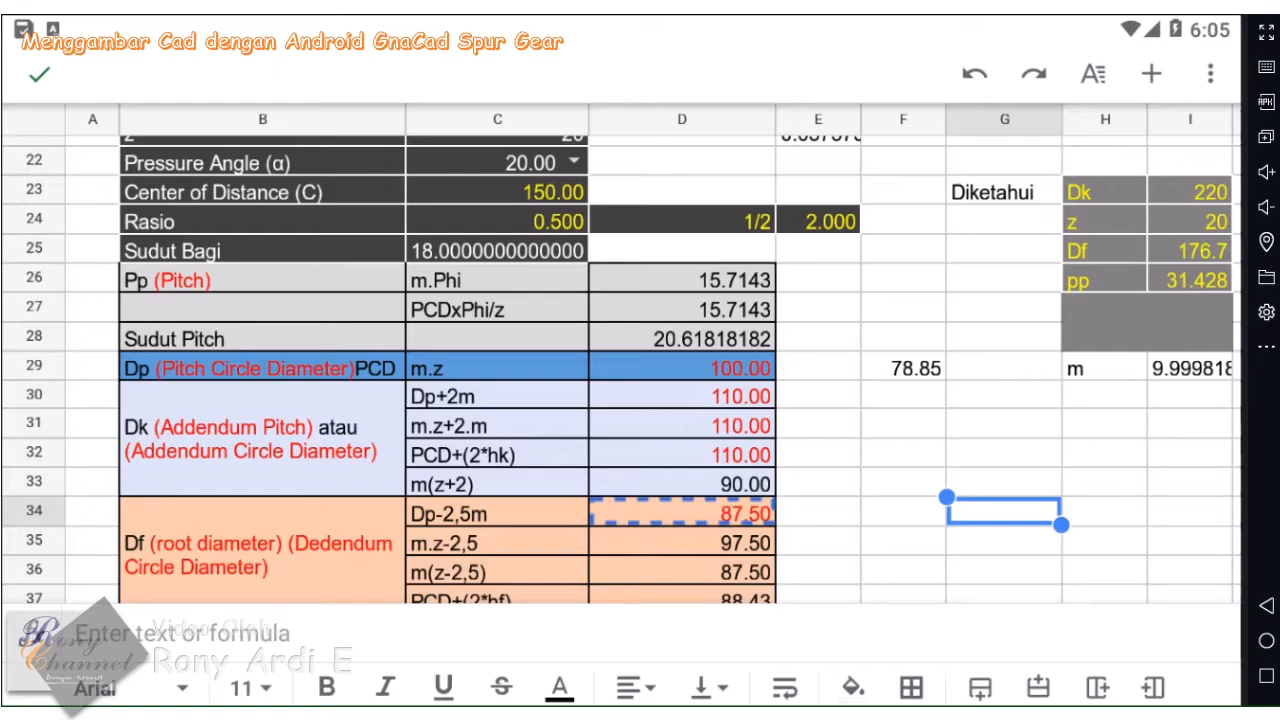 Menggambar Cad dengan Android GnaCad Spur Gear
6:05
A B C D E F G H I
22 Pressure Angle (α) 20.00
23 Center of Distance (C) 150.00 Diketahui Dk 220
24 Rasio 0.500 1/2 2.000 z 20
25 Sudut Bagi 18.0000000000000 Df 176.7
26 Pp (Pitch) m.Phi 15.7143 pp 31.428
27 PCDxPhi/z 15.7143
28 Sudut Pitch 20.61818182
29 Dp (Pitch Circle Diameter)PCD m.z 100.00 78.85 m 9.999818
30 Dp+2m 110.00
31 Dk (Addendum Pitch) atau m.z+2.m 110.00
32 (Addendum Circle Diameter) PCD+(2*hk) 110.00
33 m(z+2) 90.00
34 Dp-2,5m 87.50
35 Df (root diameter) (Dedendum m.z-2,5 97.50
36 Circle Diameter) m(z-2,5) 87.50
37 PCD+(2*hf) 88.43
Enter text or formula
Video Oleh
Rony Ardi E
Rony
Channel
Arial 11 B I U S A